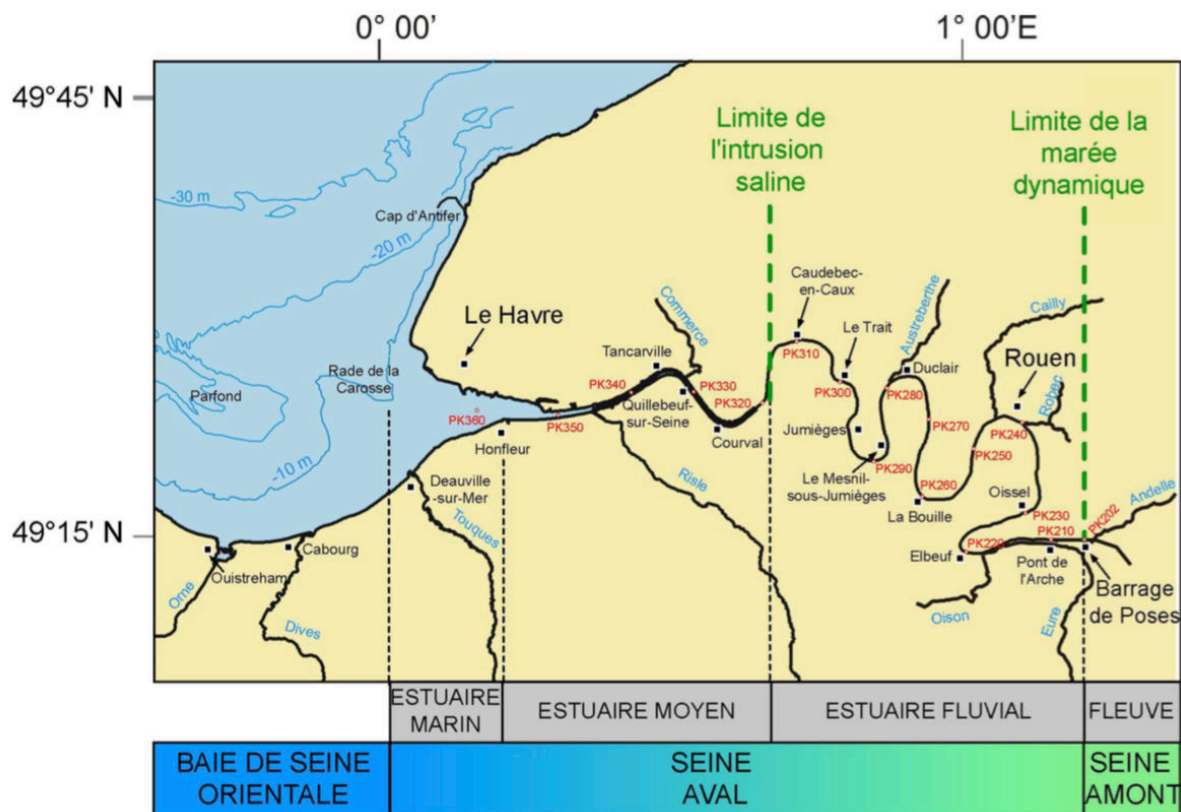 0° 00'
1° 00'E
49°45' N
Limite de
l'intrusion
saline
Limite de la
marée
dynamique
-30 m
Cap d'Antifer
-20 m
Caudebec-
en-Caux
Commerce
Austreberthe
Cailly
Le Havre
Le Trait
Rouen
Tancarville
PK310
Duclair
Rade de la
Carosse
Parfond
PK340
PK330
PK300
PK280
Robec
Quillebeuf-
sur-Seine
PK320
PK360
PK350
Jumièges
PK270
PK240
Honfleur
Courval
PK250
-10 m
PK290
Le Mesnil-
sous-Jumièges
PK260
Risle
Deauville
-sur-Mer
La Bouille
Oissel
Andelle
PK230
PK202
49°15' N
Touques
PK210
Cabourg
PK220
Elbeuf
Pont de
l'Arche
Ouistreham
Barrage
de Poses
Orne
Dives
Oison
Eure
ESTUAIRE
MARIN
ESTUAIRE MOYEN
ESTUAIRE FLUVIAL
FLEUVE
BAIE DE SEINE
ORIENTALE
SEINE
AVAL
SEINE
AMONT